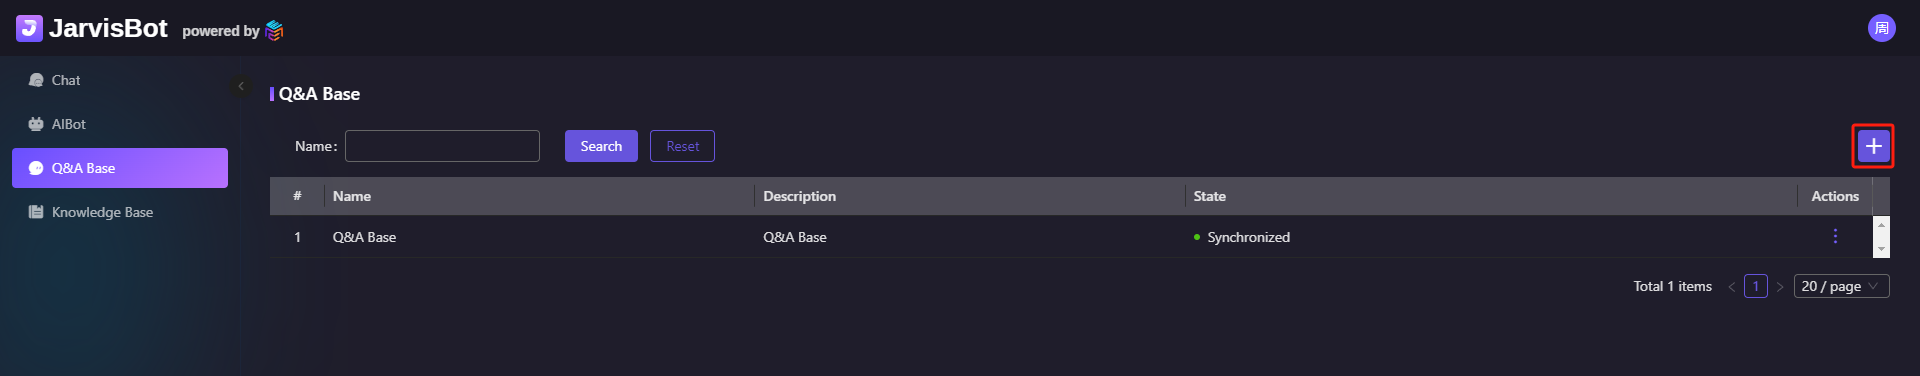 JarvisBot powered by
周
Chat
AIBot
Q&A Base
Knowledge Base
Q&A Base
Name:
Search
Reset
# Name Description State Actions
1 Q&A Base Q&A Base Synchronized
Total 1 items 1 20 / page